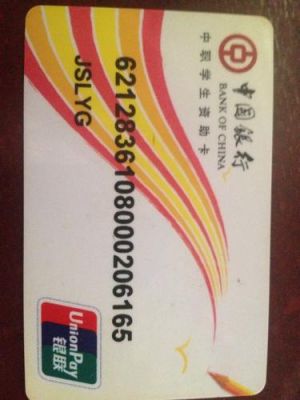 中国银行
BANK OF CHINA
中职学生资助卡
6212836108000206165
JSLYG
UnionPay
银联